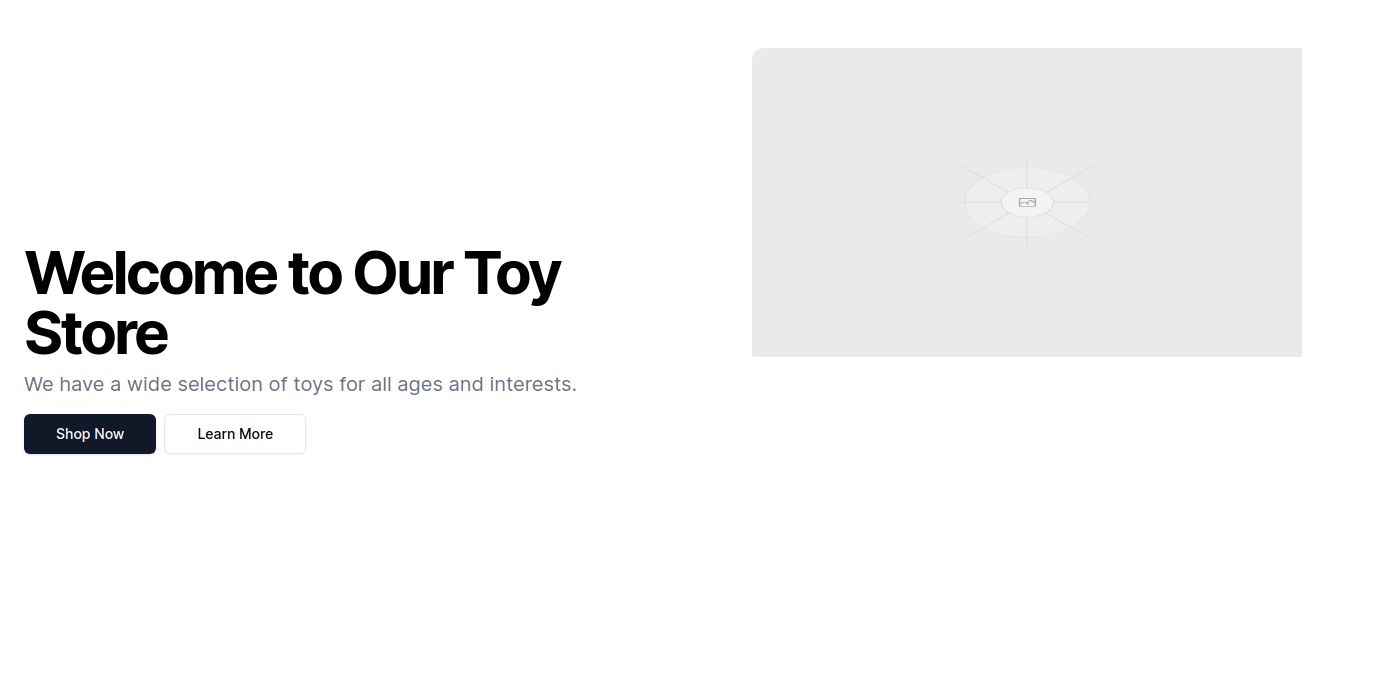 Welcome to Our Toy
Store
We have a wide selection of toys for all ages and interests.
Shop Now
Learn More